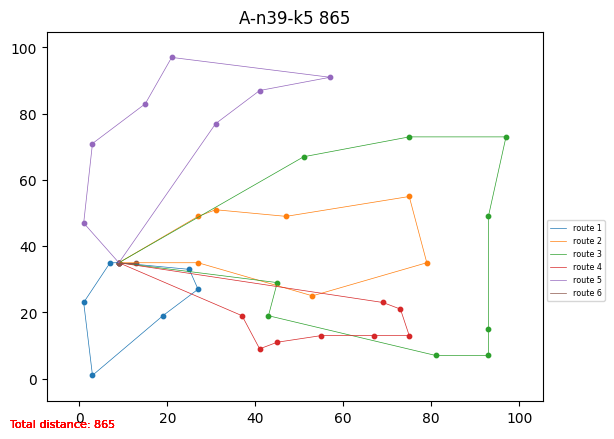 A-n39-k5 865
100
80
60
40
20
0
0 20 40 60 80 100
route 1
route 2
route 3
route 4
route 5
route 6
Total distance: 865